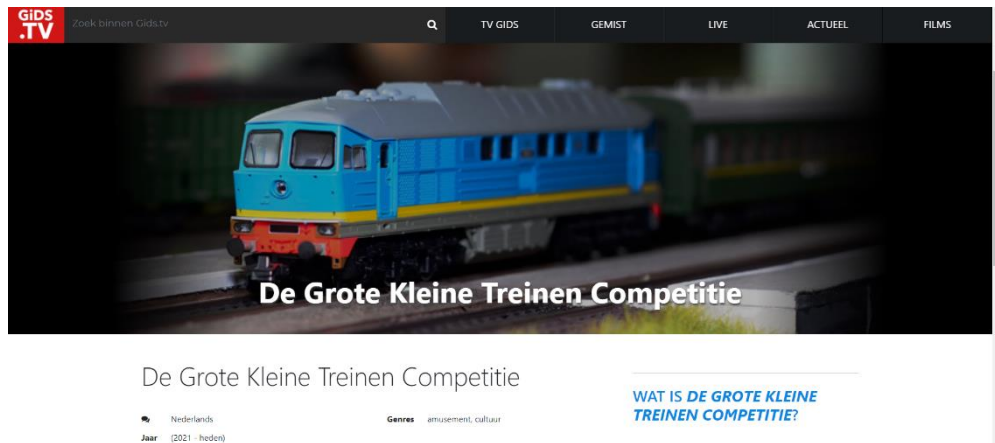 GiDS
.TV
Zoek binnen Gids.tv
TV GIDS
GEMIST
LIVE
ACTUEEL
FILMS
De Grote Kleine Treinen Competitie
De Grote Kleine Treinen Competitie
Nederlands
Genres amusement, cultuur
Jaar (2021 - heden)
WAT IS DE GROTE KLEINE
TREINEN COMPETITIE?